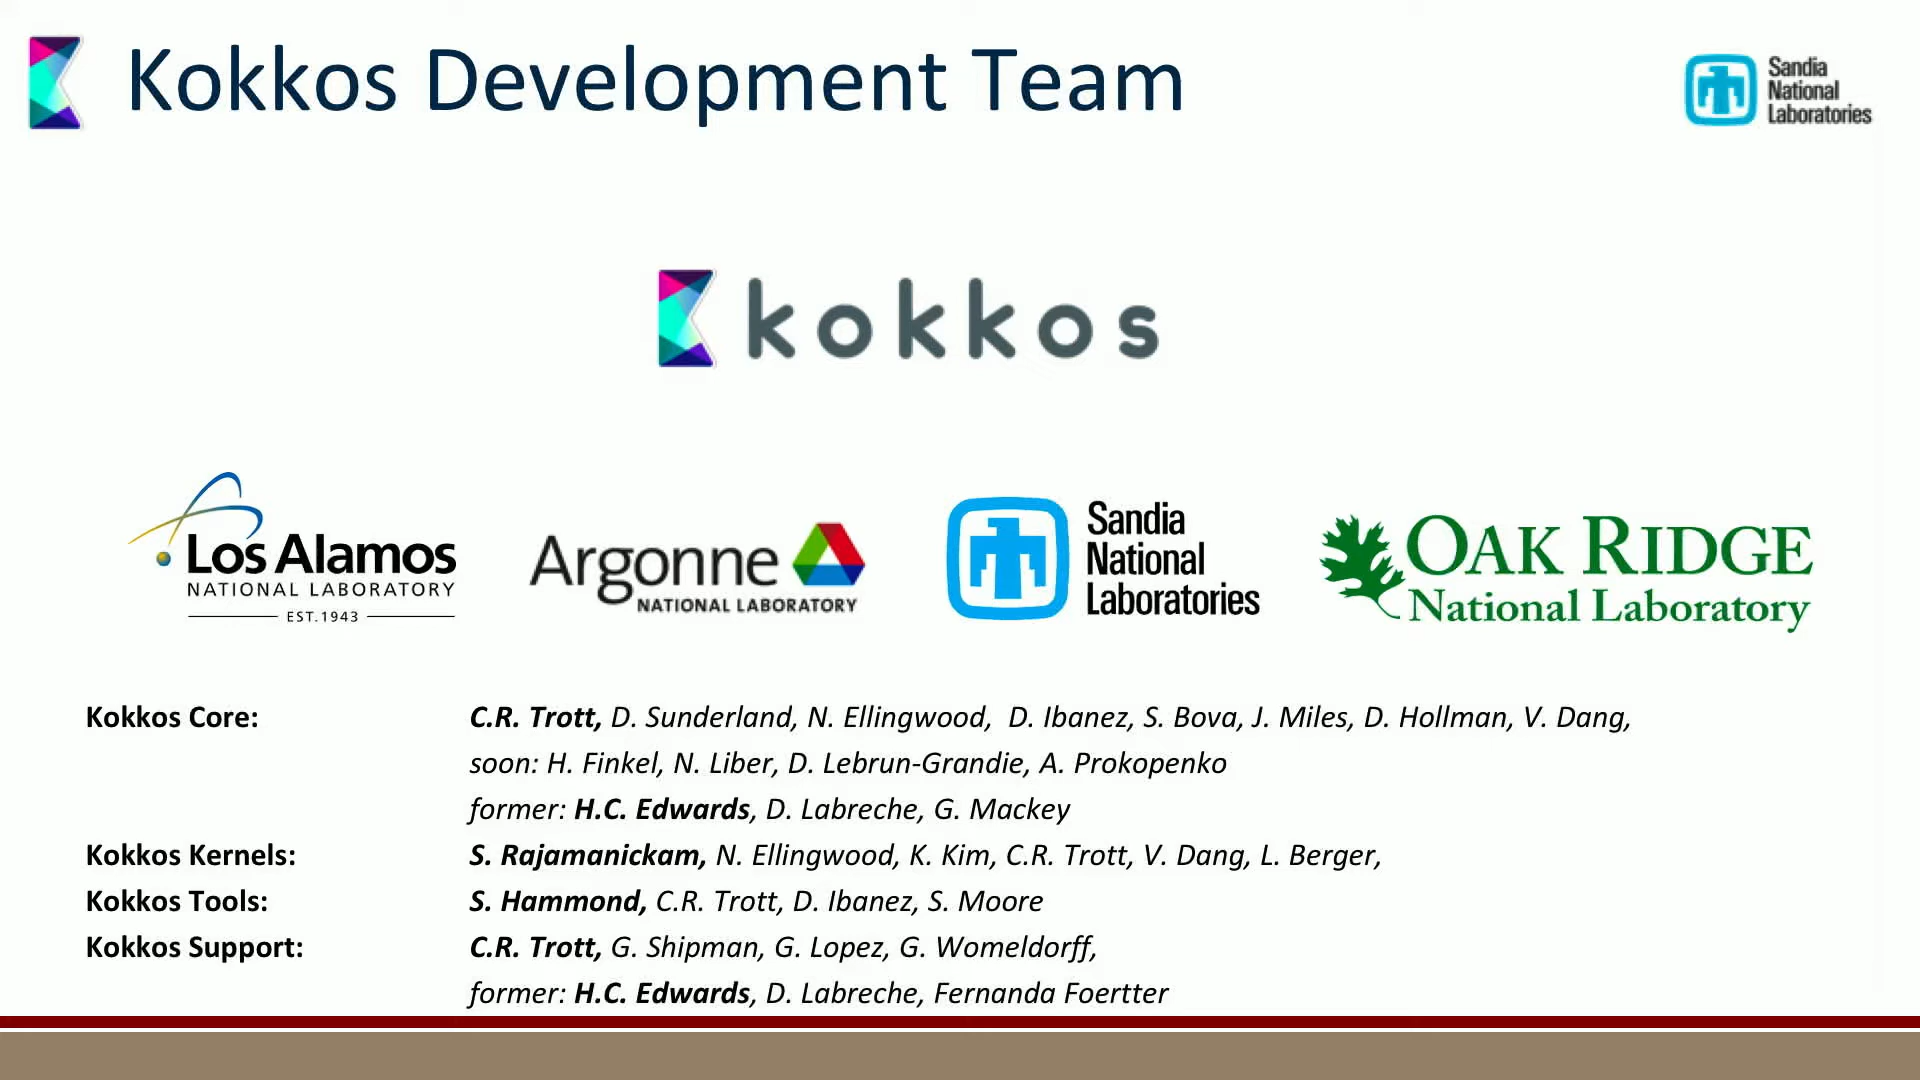 Kokkos Development Team
Sandia
National
Laboratories
kokkos
Los Alamos
NATIONAL LABORATORY
EST.1943
Argonne
NATIONAL LABORATORY
Sandia
National
Laboratories
OAK RIDGE
National Laboratory
Kokkos Core: C.R. Trott, D. Sunderland, N. Ellingwood, D. Ibanez, S. Bova, J. Miles, D. Hollman, V. Dang,
soon: H. Finkel, N. Liber, D. Lebrun-Grandie, A. Prokopenko
former: H.C. Edwards, D. Labreche, G. Mackey
Kokkos Kernels: S. Rajamanickam, N. Ellingwood, K. Kim, C.R. Trott, V. Dang, L. Berger,
Kokkos Tools: S. Hammond, C.R. Trott, D. Ibanez, S. Moore
Kokkos Support: C.R. Trott, G. Shipman, G. Lopez, G. Womeldorff,
former: H.C. Edwards, D. Labreche, Fernanda Foertter